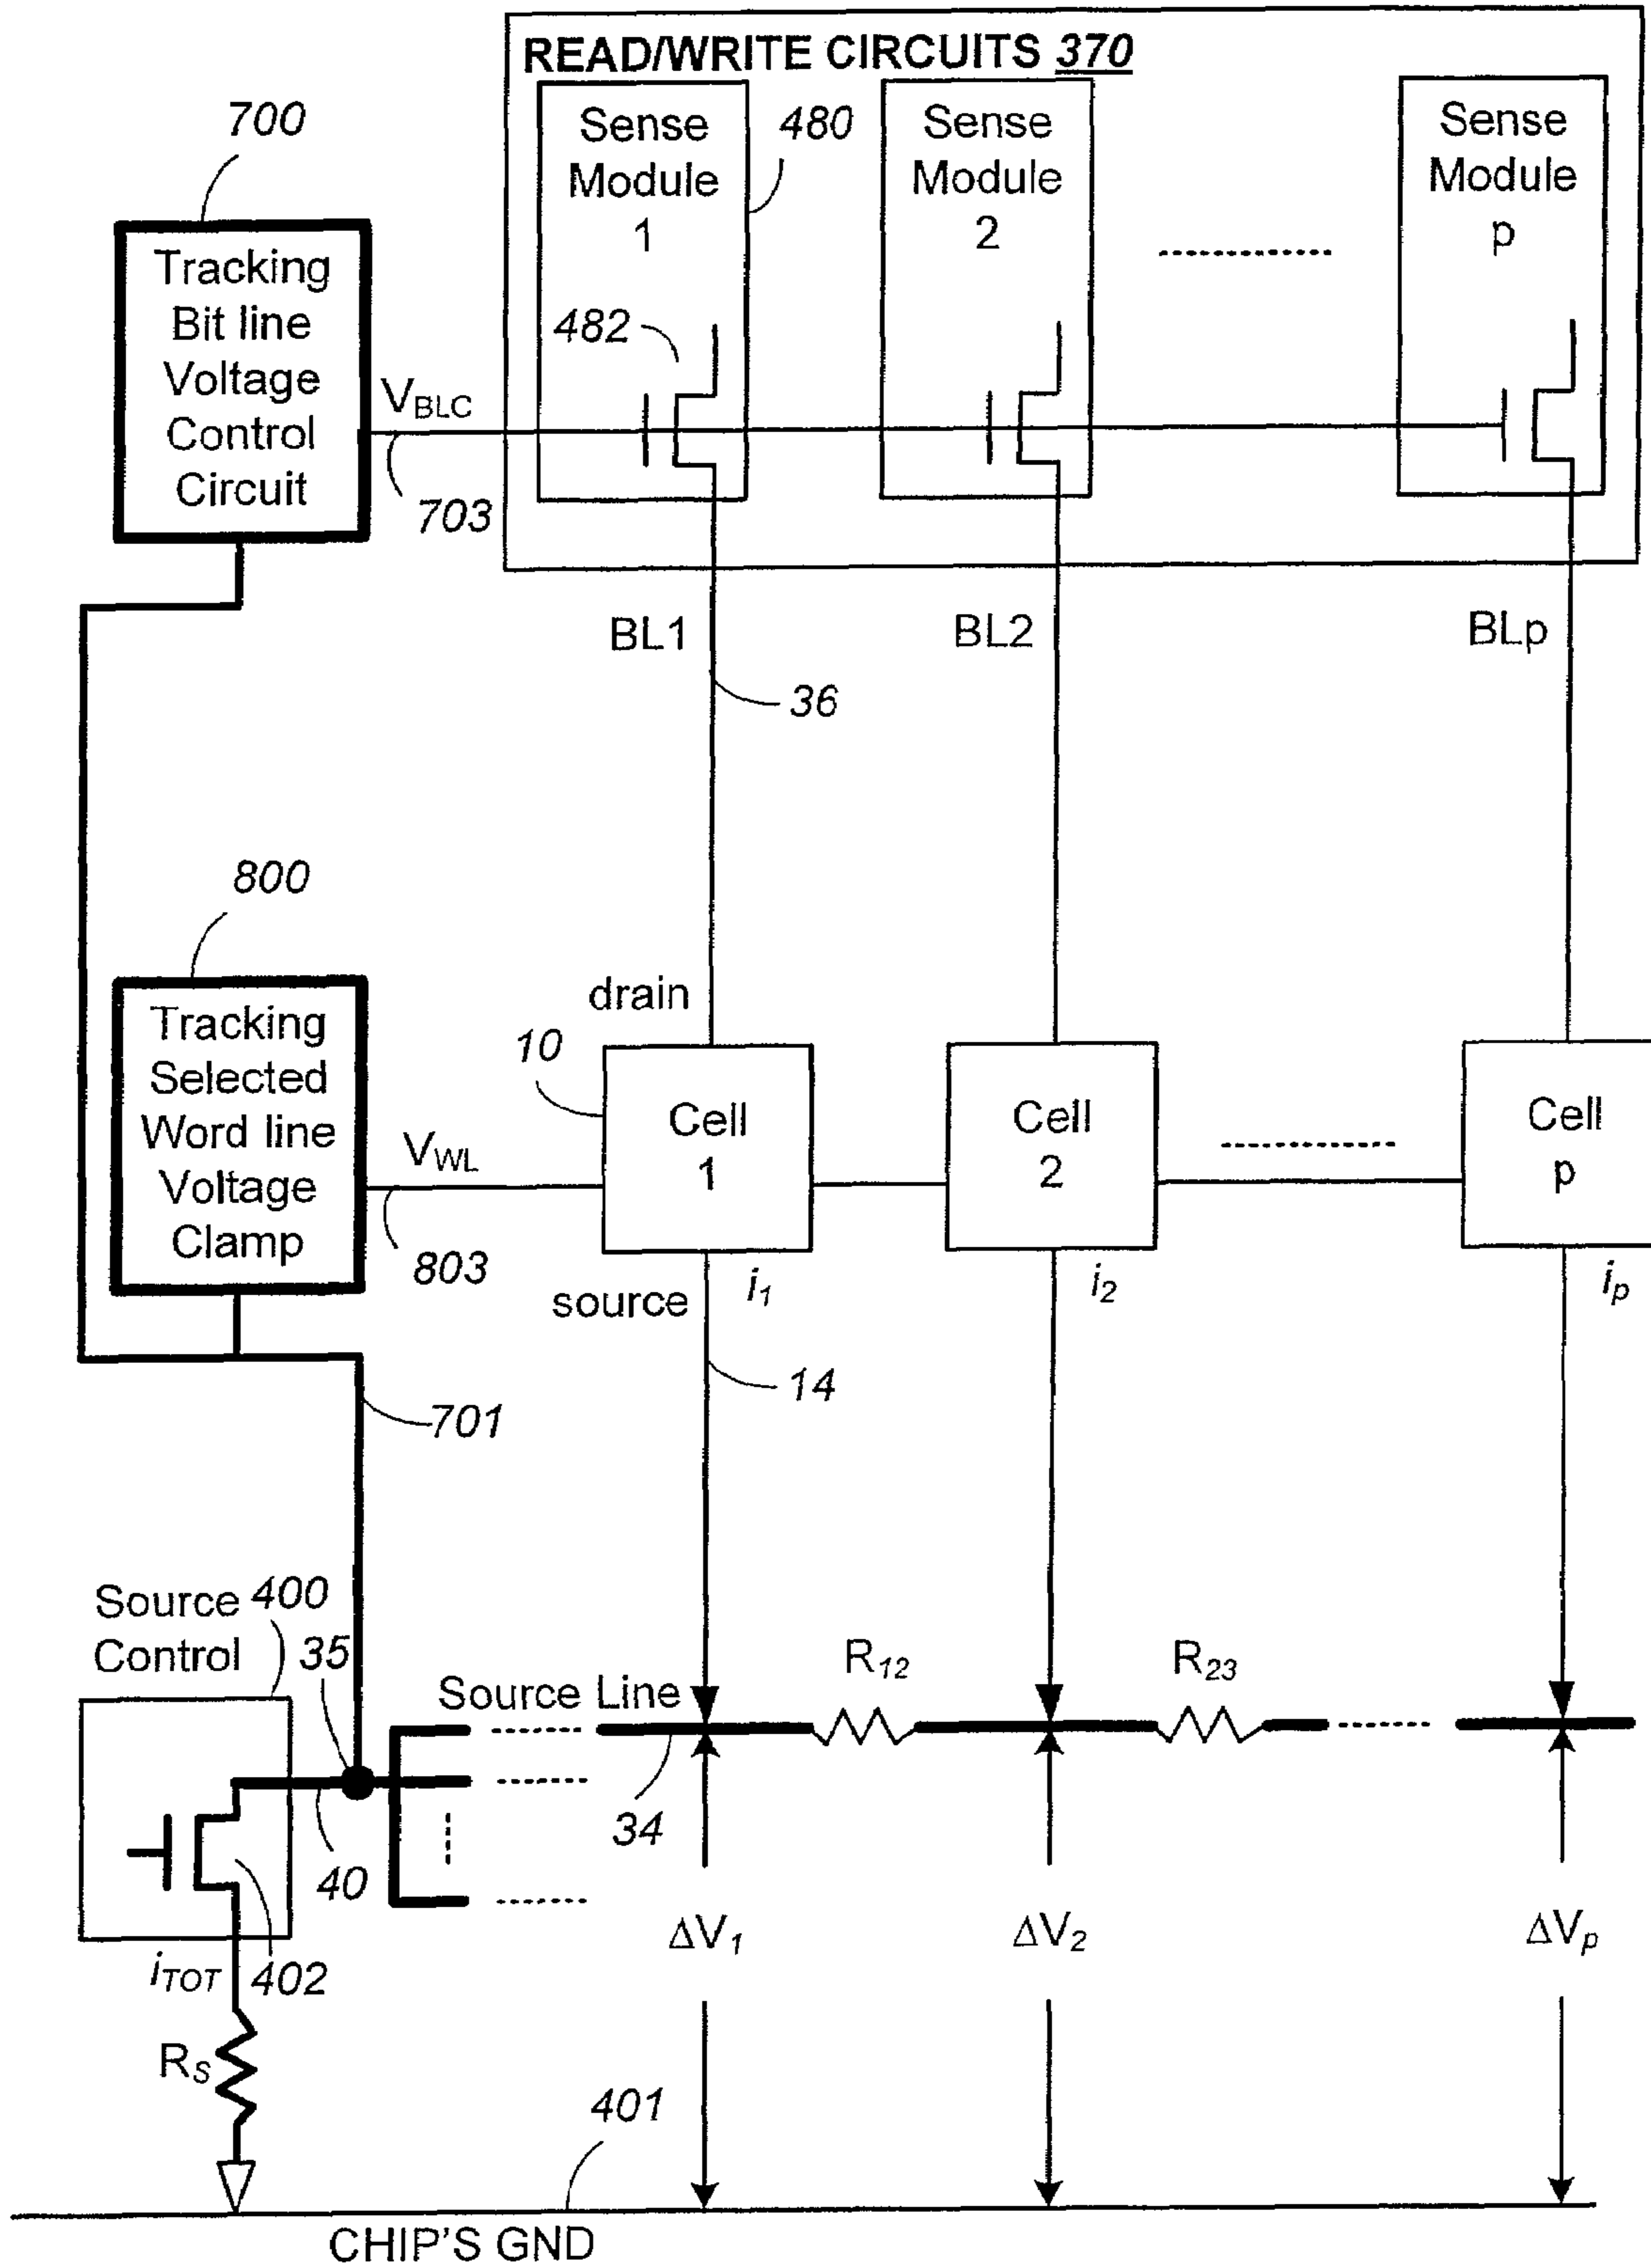 READ/WRITE CIRCUITS 370
700
Sense
Module
1
480
Sense
Module
2
Sense
Module
p
Tracking
Bit line
Voltage
Control
Circuit
482
VBLC
703
BL1
BL2
BLp
36
800
drain
Tracking
Selected
Word line
Voltage
Clamp
10
Cell
1
Cell
2
Cell
p
VWL
803
source
i1
i2
ip
14
701
Source
Control
400
35
Source Line
R12
R23
34
40
ΔV1
ΔV2
ΔVp
iTOT
402
RS
401
CHIP'S GND